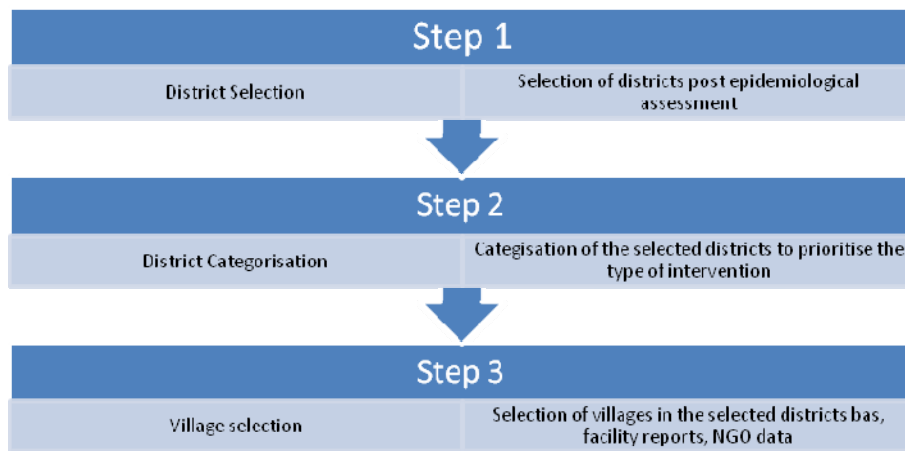 Step 1
District Selection
Selection of districts post epidemiological
assessment
Step 2
District Categorisation
Categisation of the selected districts to prioritise the
type of intervention
Step 3
Village selection
Selection of villages in the selected districts bas,
facility reports, NGO data